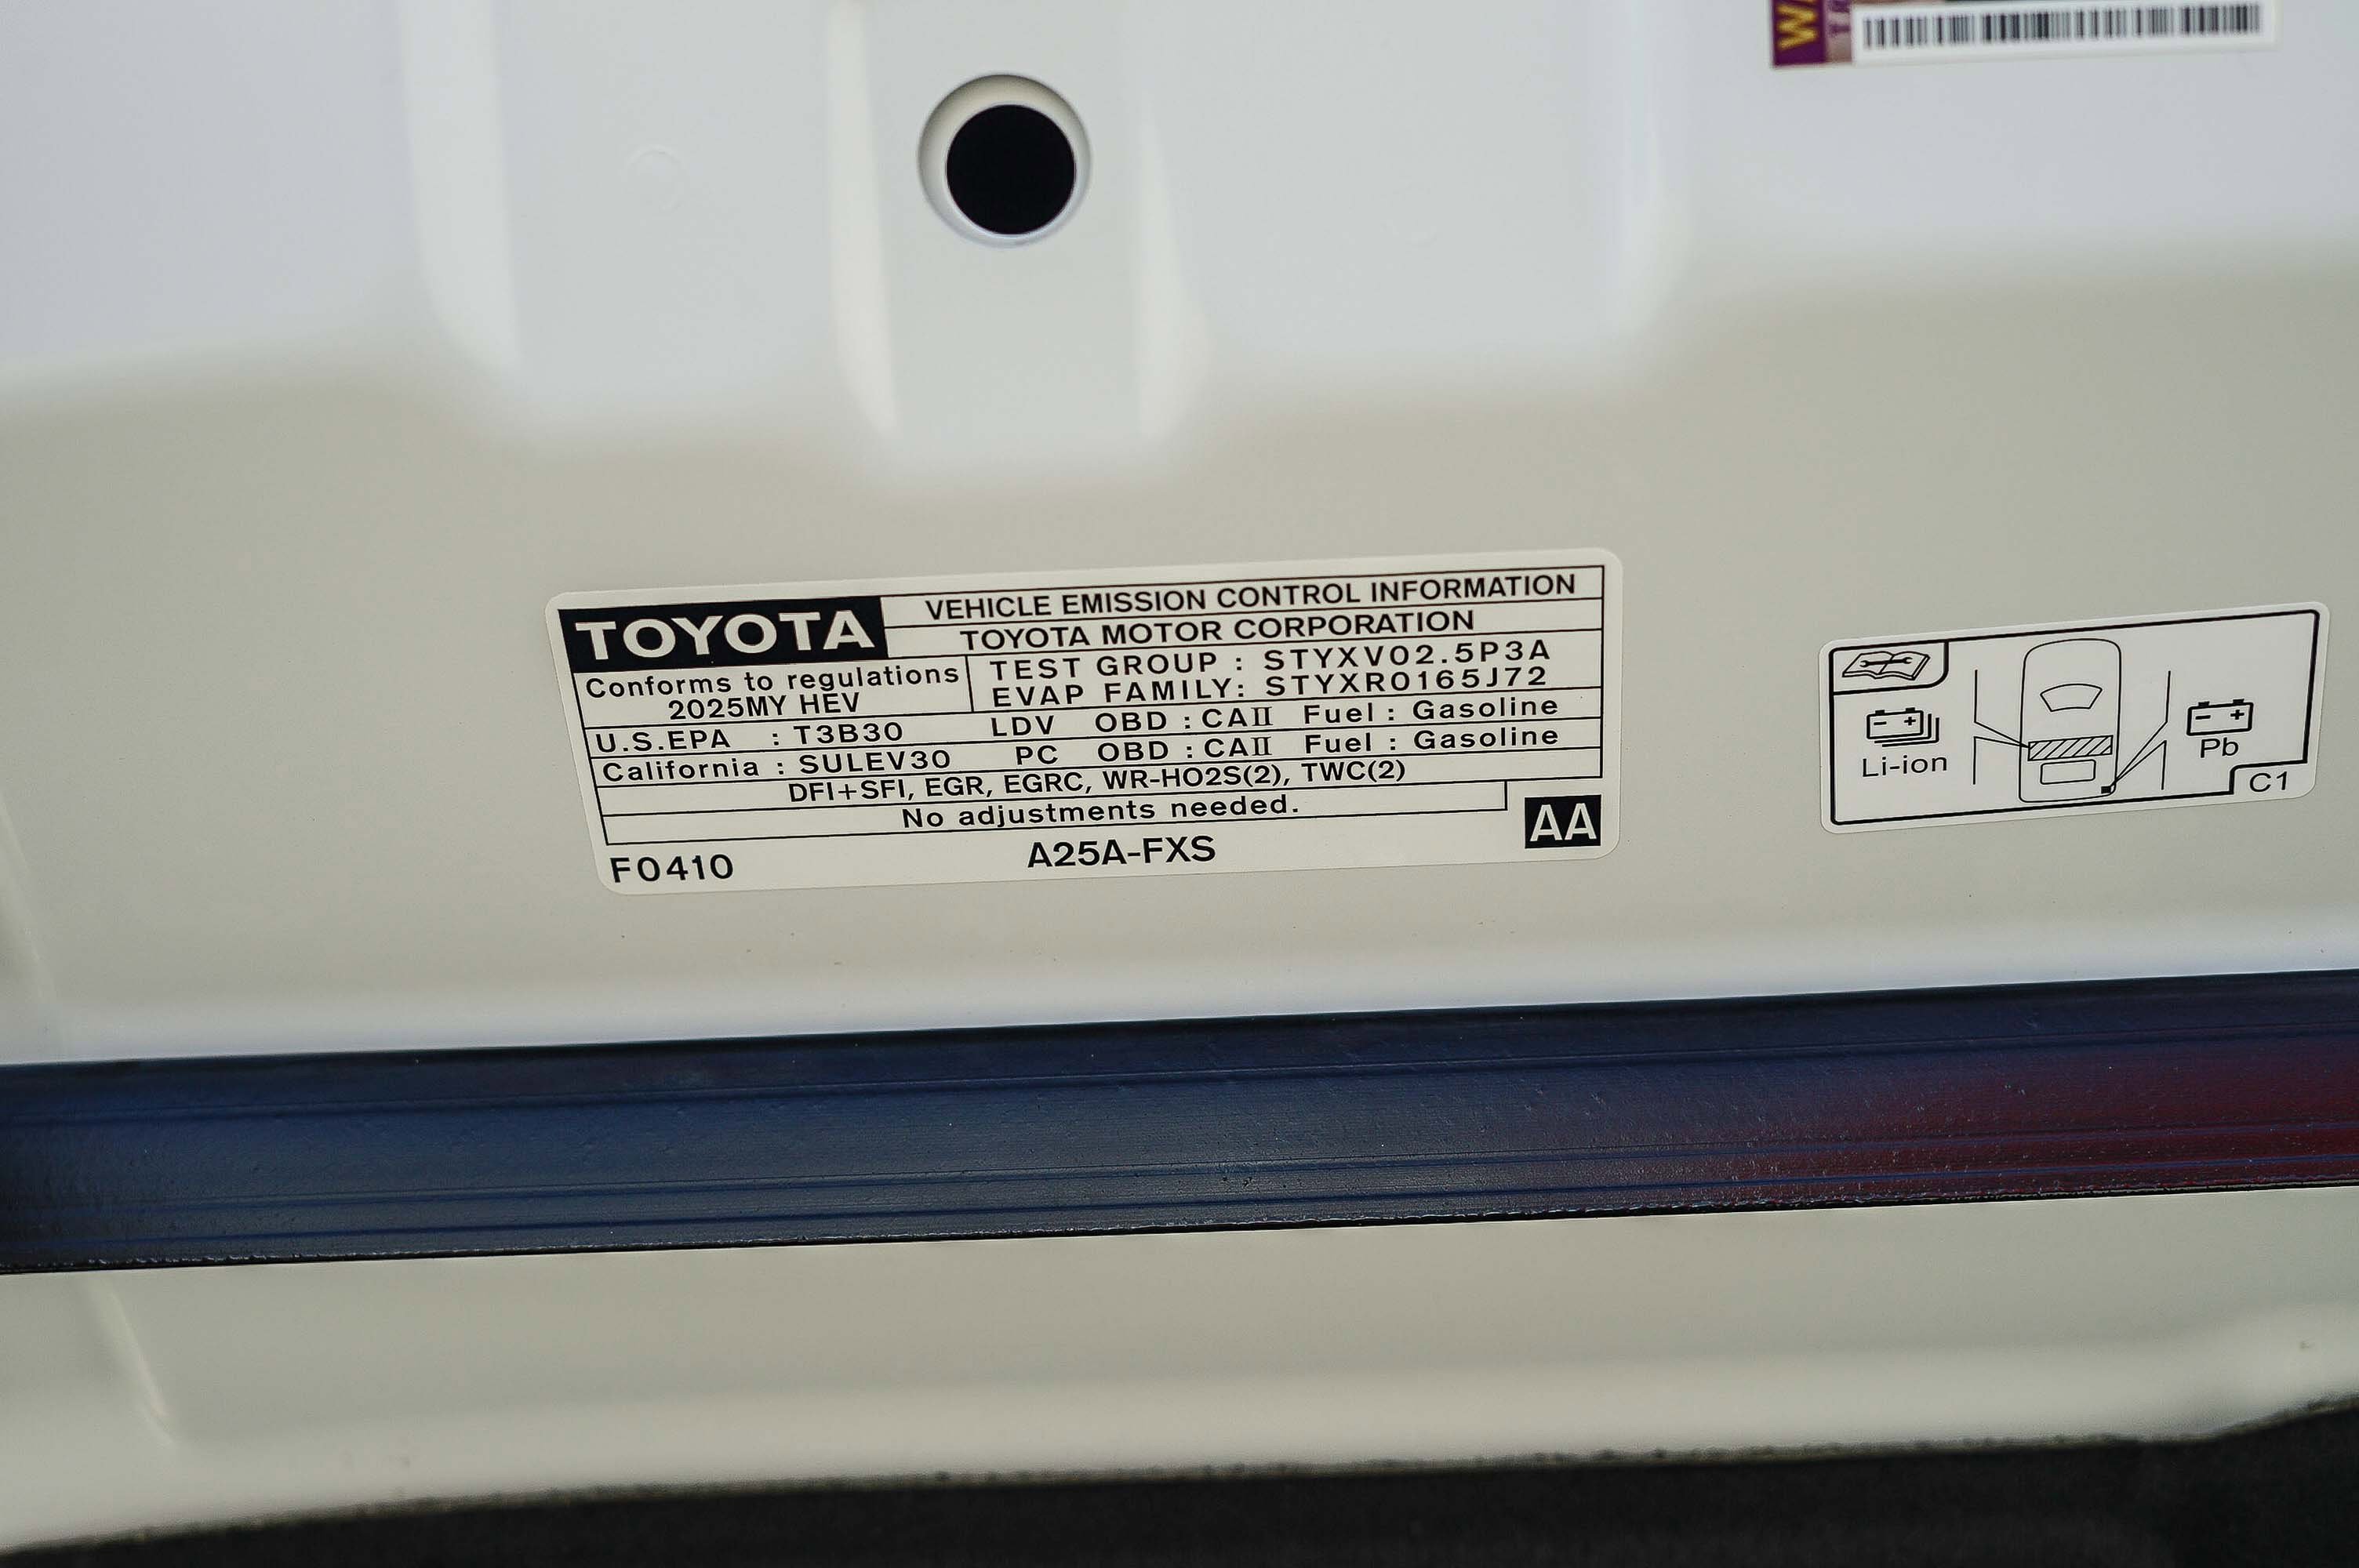 TOYOTA
VEHICLE EMISSION CONTROL INFORMATION
TOYOTA MOTOR CORPORATION
Conforms to regulations
2025MY HEV
TEST GROUP : STYXV02.5P3A
EVAP FAMILY: STYXR0165J72
U.S.EPA : T3B30 LDV OBD : CAII Fuel : Gasoline
California : SULEV30 PC OBD : CAII Fuel : Gasoline
DFI+SFI, EGR, EGRC, WR-HO2S(2), TWC(2)
No adjustments needed.
F0410
A25A-FXS
AA
Li-ion
Pb
C1